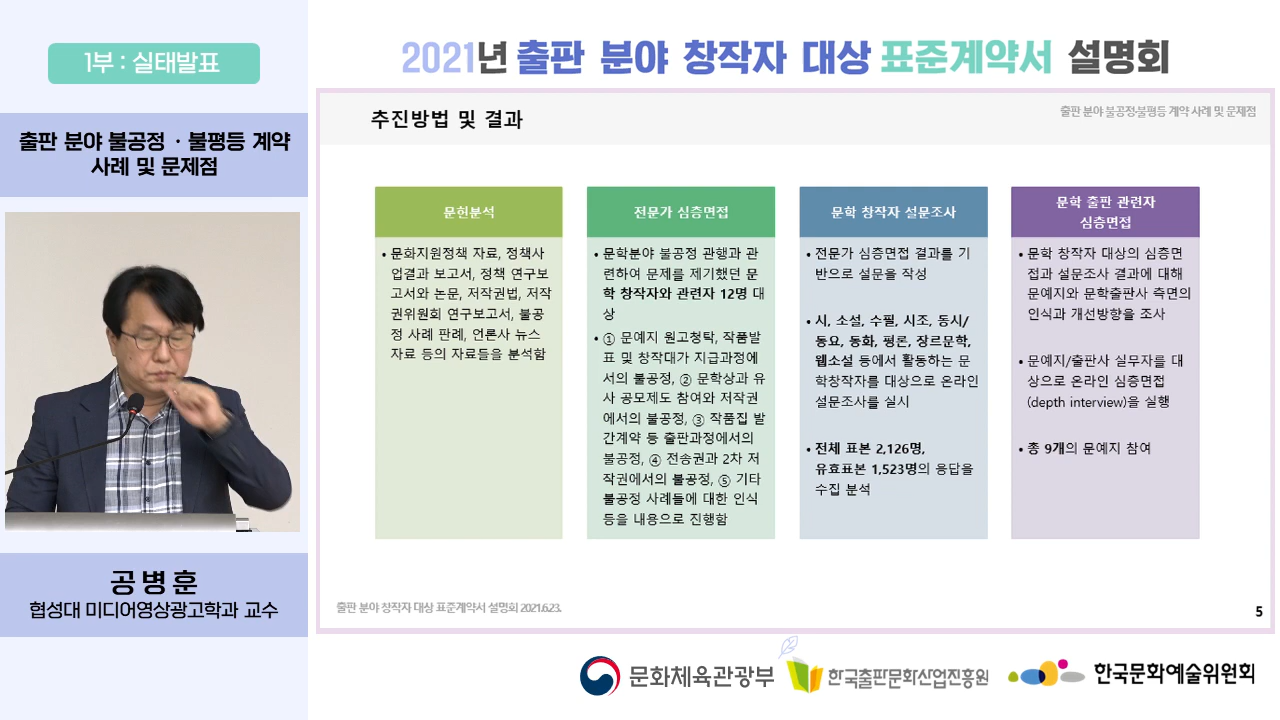 1부 : 실태발표
2021년 출판 분야 창작자 대상 표준계약서 설명회
출판 분야 불공정 · 불평등 계약
사례 및 문제점
추진방법 및 결과
출판 분야 불공정·불평등 계약 사례 및 문제점
문헌분석
• 문화지원정책 자료, 정책사
업결과 보고서, 정책 연구보
고서와 논문, 저작권법, 저작
권위원회 연구보고서, 불공
정 사례 판례, 언론사 뉴스
자료 등의 자료들을 분석함
전문가 심층면접
• 문학분야 불공정 관행과 관
련하여 문제를 제기했던 문
학 창작자와 관련자 12명 대
상
• ① 문예지 원고청탁, 작품발
표 및 창작대가 지급과정에
서의 불공정, ② 문학상과 유
사 공모제도 참여와 저작권
에서의 불공정, ③ 작품집 발
간계약 등 출판과정에서의
불공정, ④ 전송권과 2차 저
작권에서의 불공정, ⑤ 기타
불공정 사례들에 대한 인식
등을 내용으로 진행함
문학 창작자 설문조사
• 전문가 심층면접 결과를 기
반으로 설문을 작성
• 시, 소설, 수필, 시조, 동시/
동요, 동화, 평론, 장르문학,
웹소설 등에서 활동하는 문
학창작자를 대상으로 온라인
설문조사를 실시
• 전체 표본 2,126명,
유효표본 1,523명의 응답을
수집 분석
문학 출판 관련자
심층면접
• 문학 창작자 대상의 심층면
접과 설문조사 결과에 대해
문예지와 문학출판사 측면의
인식과 개선방향을 조사
• 문예지/출판사 실무자를 대
상으로 온라인 심층면접
(depth interview)을 실행
• 총 9개의 문예지 참여
공병훈
협성대 미디어영상광고학과 교수
출판 분야 창작자 대상 표준계약서 설명회 2021.6.23.
5
문화체육관광부
한국출판문화산업진흥원
한국문화예술위원회